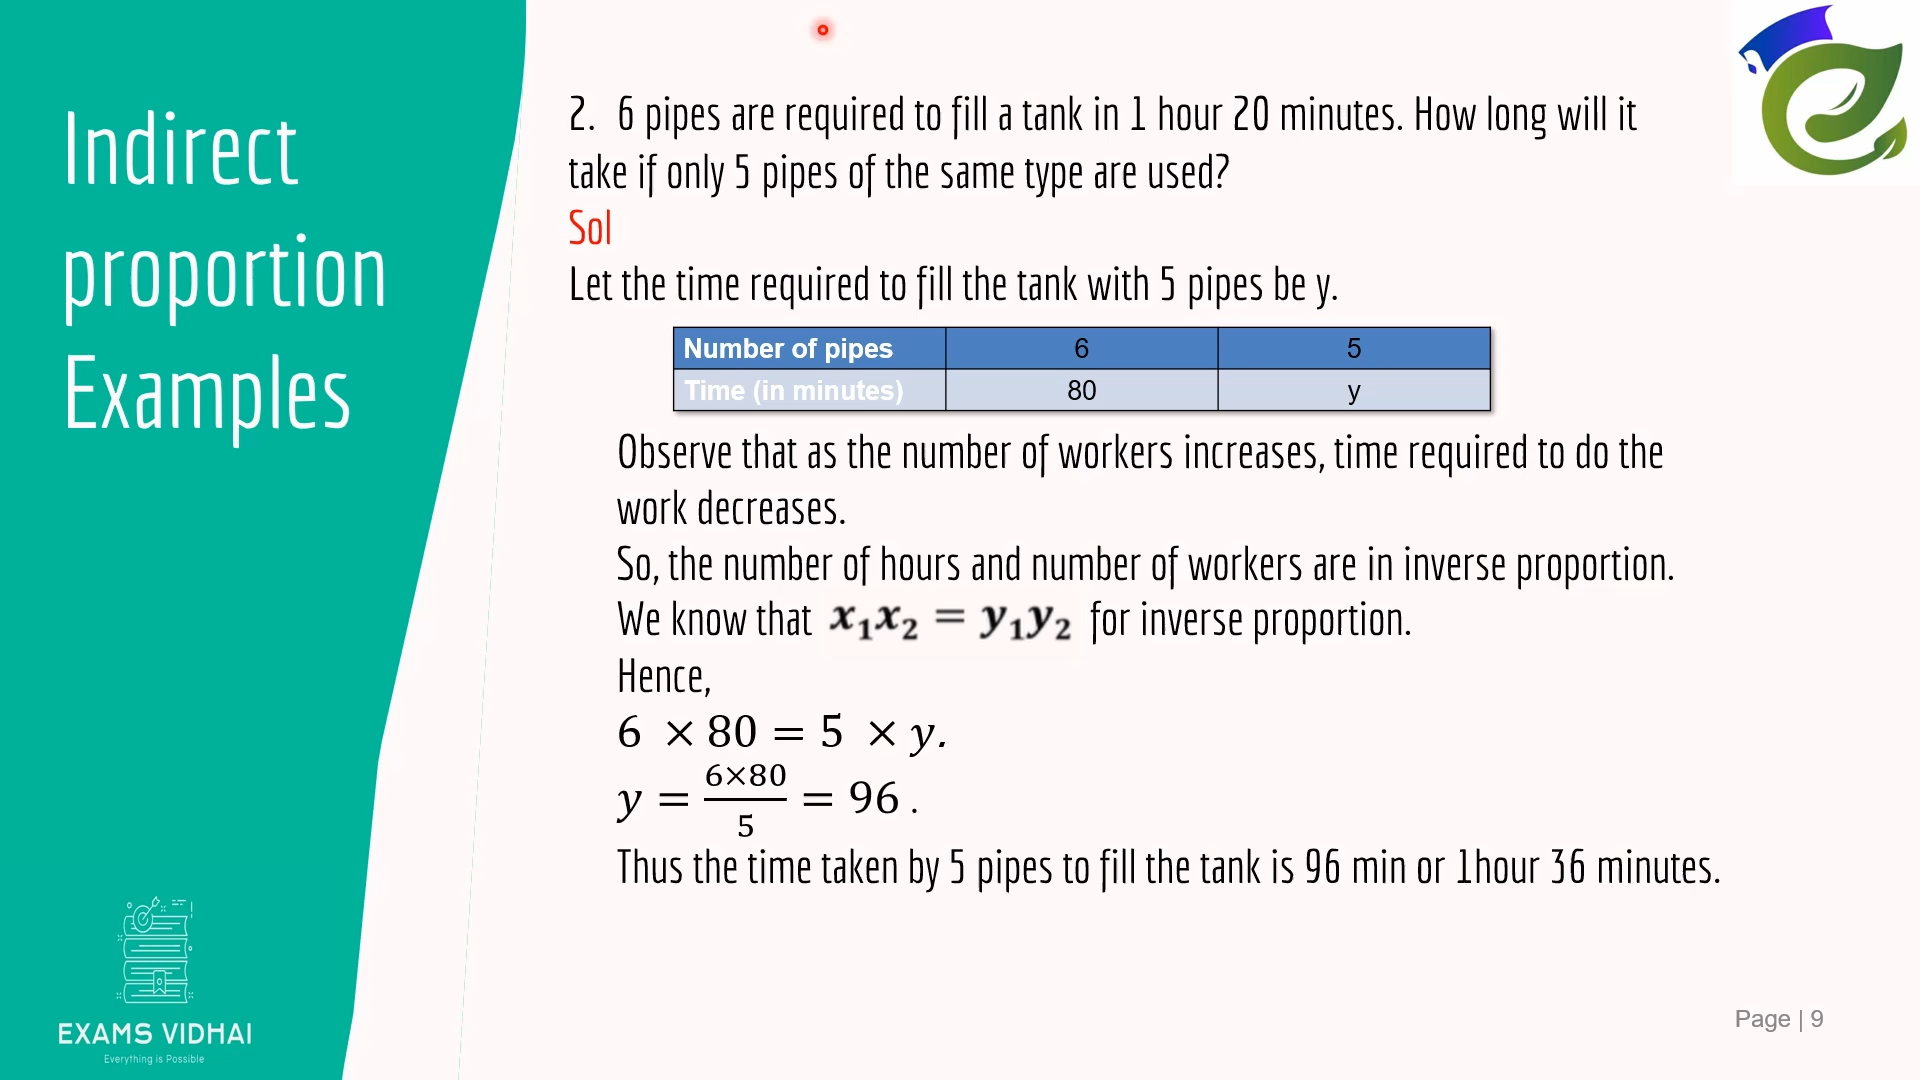 Indirect
proportion
Examples
2. 6 pipes are required to fill a tank in 1 hour 20 minutes. How long will it
take if only 5 pipes of the same type are used?
Sol
Let the time required to fill the tank with 5 pipes be y.
Number of pipes 6 5
Time (in minutes) 80 y
Observe that as the number of workers increases, time required to do the
work decreases.
So, the number of hours and number of workers are in inverse proportion.
We know that x₁x₂ = y₁y₂ for inverse proportion.
Hence,
6 × 80 = 5 × y.
y = 6×80/5 = 96 .
Thus the time taken by 5 pipes to fill the tank is 96 min or 1hour 36 minutes.
EXAMS VIDHAI
Everything is Possible
Page | 9